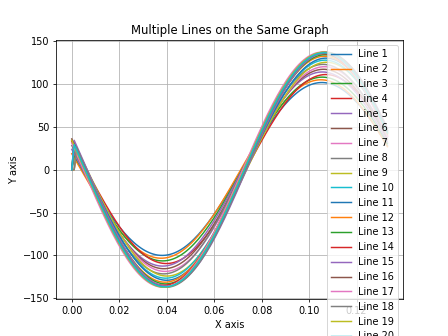 Multiple Lines on the Same Graph
150
100
50
0
−50
−100
−150
Y axis
0.00
0.02
0.04
0.06
0.08
0.10
X axis
Line 1
Line 2
Line 3
Line 4
Line 5
Line 6
Line 7
Line 8
Line 9
Line 10
Line 11
Line 12
Line 13
Line 14
Line 15
Line 16
Line 17
Line 18
Line 19
Line 20